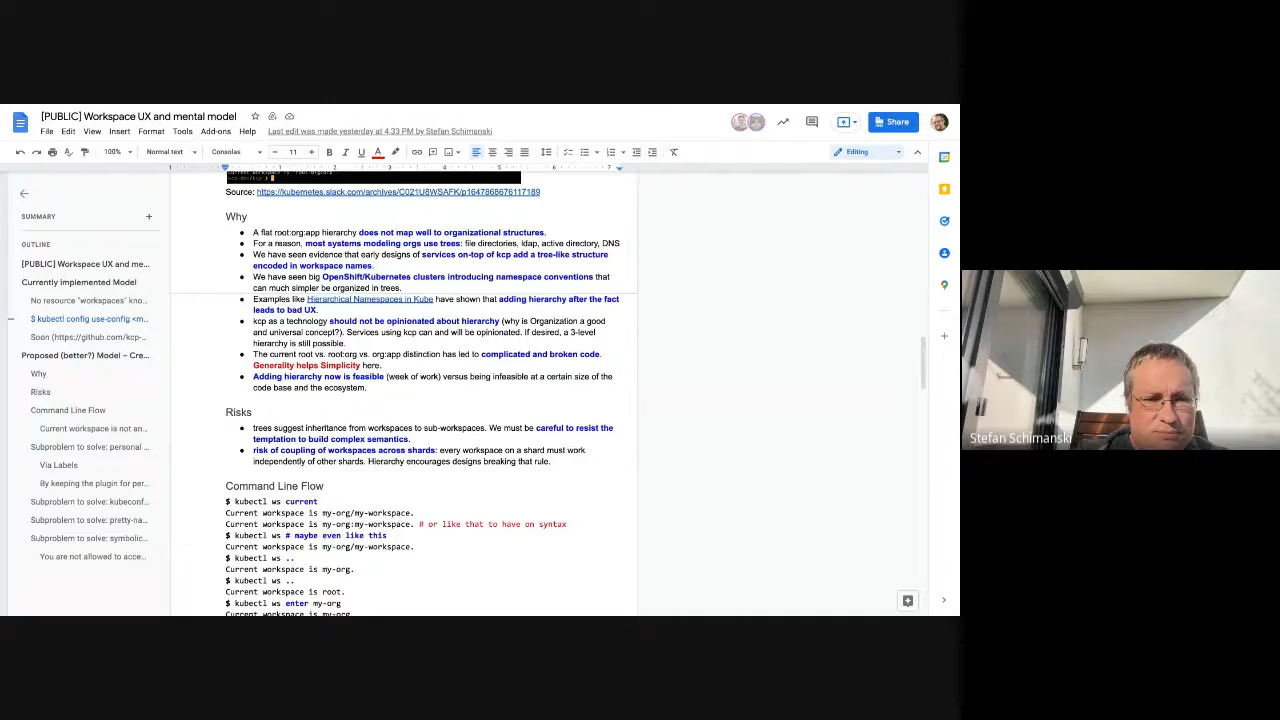 [PUBLIC] Workspace UX and mental model
File Edit View Insert Format Tools Add-ons Help Last edit was made yesterday at 4:33 PM by Stefan Schimanski
Share
100% Normal text Consolas 11 Editing
1 1 2 3 4 5 6 7
SUMMARY
OUTLINE
[PUBLIC] Workspace UX and me...
Currently implemented Model
No resource "workspaces" kno...
$ kubectl config use-config <m...
Soon (https://github.com/kcp-...
Proposed (better?) Model – Cre...
Why
Risks
Command Line Flow
Current workspace is not an...
Subproblem to solve: personal ...
Via Labels
By keeping the plugin for per...
Subproblem to solve: kubeconf...
Subproblem to solve: pretty-na...
Subproblem to solve: symbolic...
You are not allowed to acce...
Source: https://kubernetes.slack.com/archives/C021U8WSAFK/p1647868676117189
Why
● A flat root:org:app hierarchy does not map well to organizational structures.
● For a reason, most systems modeling orgs use trees: file directories, ldap, active directory, DNS
● We have seen evidence that early designs of services on-top of kcp add a tree-like structure
encoded in workspace names.
● We have seen big OpenShift/Kubernetes clusters introducing namespace conventions that
can much simpler be organized in trees.
● Examples like Hierarchical Namespaces in Kube have shown that adding hierarchy after the fact
leads to bad UX.
● kcp as a technology should not be opinionated about hierarchy (why is Organization a good
and universal concept?). Services using kcp can and will be opinionated. If desired, a 3-level
hierarchy is still possible.
● The current root vs. root:org vs. org:app distinction has led to complicated and broken code.
Generality helps Simplicity here.
● Adding hierarchy now is feasible (week of work) versus being infeasible at a certain size of the
code base and the ecosystem.
Risks
● trees suggest inheritance from workspaces to sub-workspaces. We must be careful to resist the
temptation to build complex semantics.
● risk of coupling of workspaces across shards: every workspace on a shard must work
independently of other shards. Hierarchy encourages designs breaking that rule.
Command Line Flow
$ kubectl ws current
Current workspace is my-org/my-workspace.
Current workspace is my-org:my-workspace. # or like that to have on syntax
$ kubectl ws # maybe even like this
Current workspace is my-org/my-workspace.
$ kubectl ws ..
Current workspace is my-org.
$ kubectl ws ..
Current workspace is root.
$ kubectl ws enter my-org
Current workspace is my-org
Stefan Schimanski